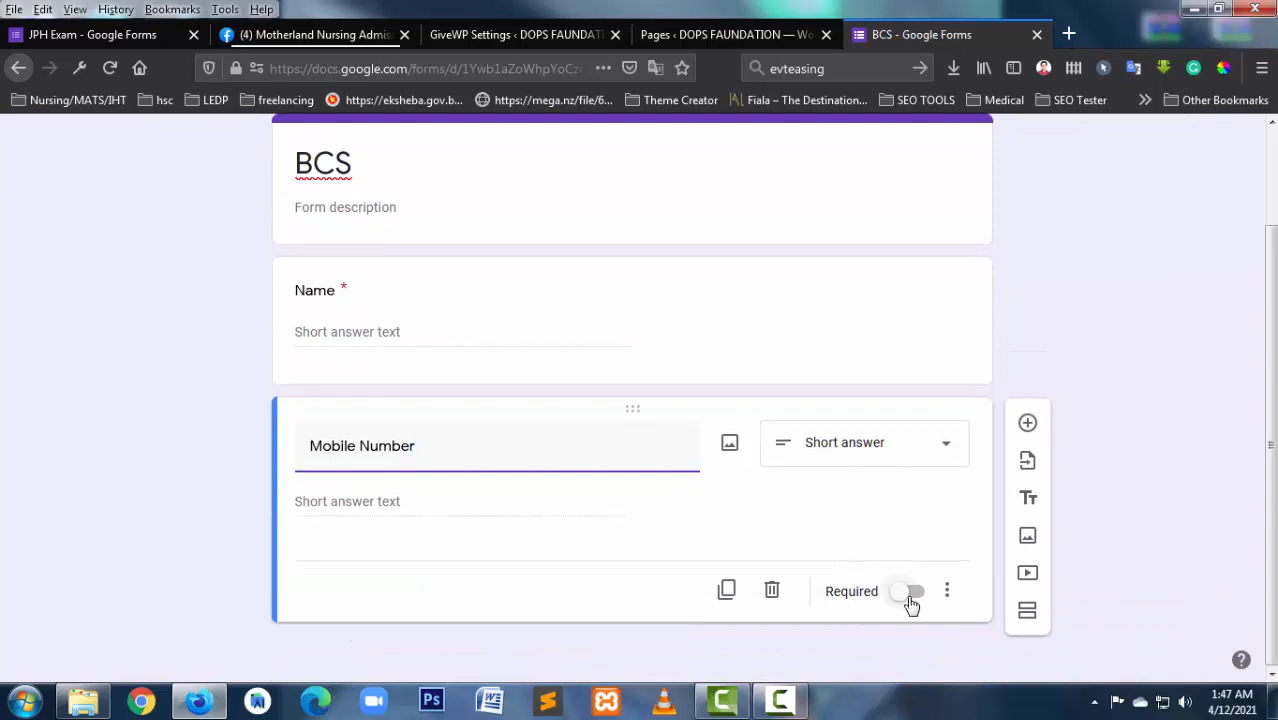 File Edit View History Bookmarks Tools Help
JPH Exam - Google Forms
(4) Motherland Nursing Admis
GiveWP Settings ‹ DOPS FAUNDAT
Pages ‹ DOPS FAUNDATION — Wo
BCS - Google Forms
https://docs.google.com/forms/d/1Ywb1aZoWhpYoCz
evteasing
Nursing/MATS/IHT hsc LEDP freelancing https://eksheba.gov.b... https://mega.nz/file/6... Theme Creator Fiala – The Destination... SEO TOOLS Medical SEO Tester Other Bookmarks
BCS
Form description
Name *
Short answer text
Mobile Number
Short answer
Short answer text
Required
1:47 AM
4/12/2021